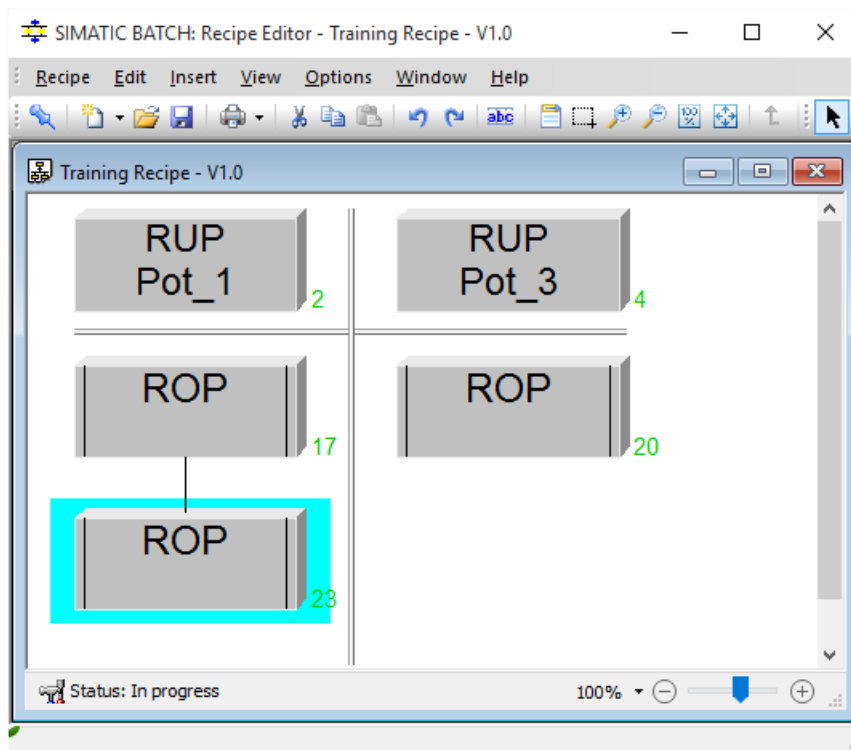 SIMATIC BATCH: Recipe Editor - Training Recipe - V1.0
Recipe Edit Insert View Options Window Help
abc 100 %
Training Recipe - V1.0
RUP
Pot_1
2
RUP
Pot_3
4
ROP
17
ROP
20
ROP
23
Status: In progress 100%